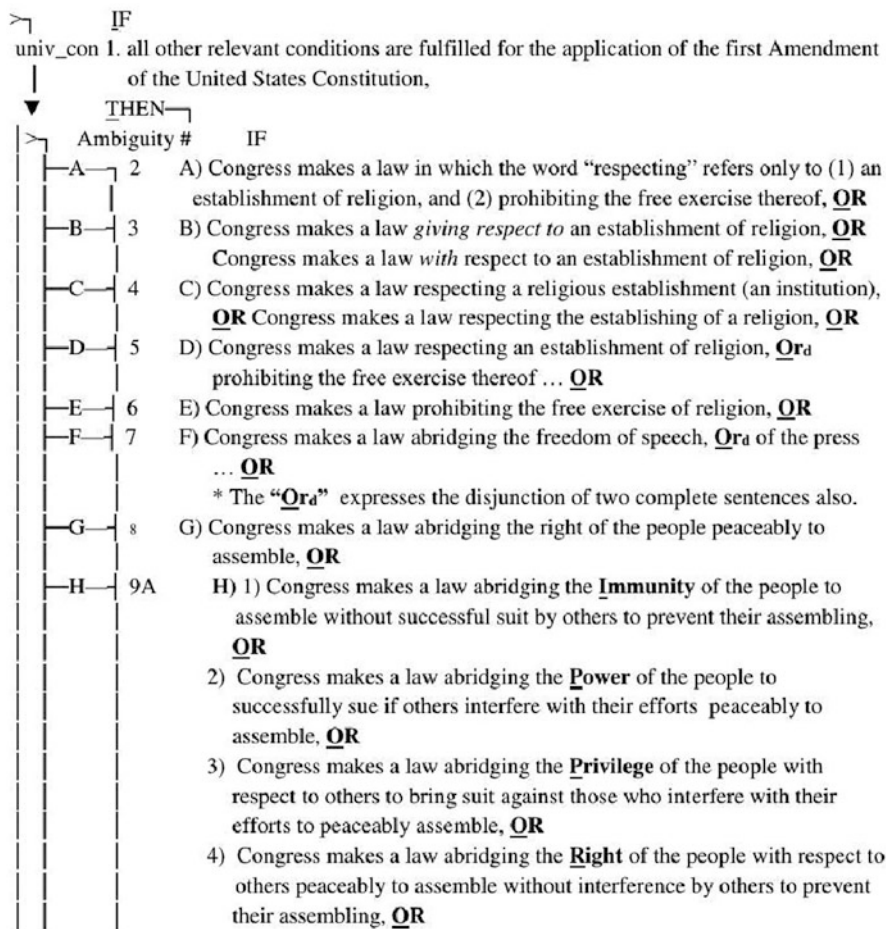 IF
univ_con 1. all other relevant conditions are fulfilled for the application of the first Amendment
of the United States Constitution,
THEN
Ambiguity # IF
A 2 A) Congress makes a law in which the word “respecting” refers only to (1) an
establishment of religion, and (2) prohibiting the free exercise thereof, OR
B 3 B) Congress makes a law giving respect to an establishment of religion, OR
Congress makes a law with respect to an establishment of religion, OR
C 4 C) Congress makes a law respecting a religious establishment (an institution),
OR Congress makes a law respecting the establishing of a religion, OR
D 5 D) Congress makes a law respecting an establishment of religion, Ord
prohibiting the free exercise thereof … OR
E 6 E) Congress makes a law prohibiting the free exercise of religion, OR
F 7 F) Congress makes a law abridging the freedom of speech, Ord of the press
… OR
* The “Ord” expresses the disjunction of two complete sentences also.
G 8 G) Congress makes a law abridging the right of the people peaceably to
assemble, OR
H 9A H) 1) Congress makes a law abridging the Immunity of the people to
assemble without successful suit by others to prevent their assembling,
OR
2) Congress makes a law abridging the Power of the people to
successfully sue if others interfere with their efforts peaceably to
assemble, OR
3) Congress makes a law abridging the Privilege of the people with
respect to others to bring suit against those who interfere with their
efforts to peaceably assemble, OR
4) Congress makes a law abridging the Right of the people with respect to
others peaceably to assemble without interference by others to prevent
their assembling, OR